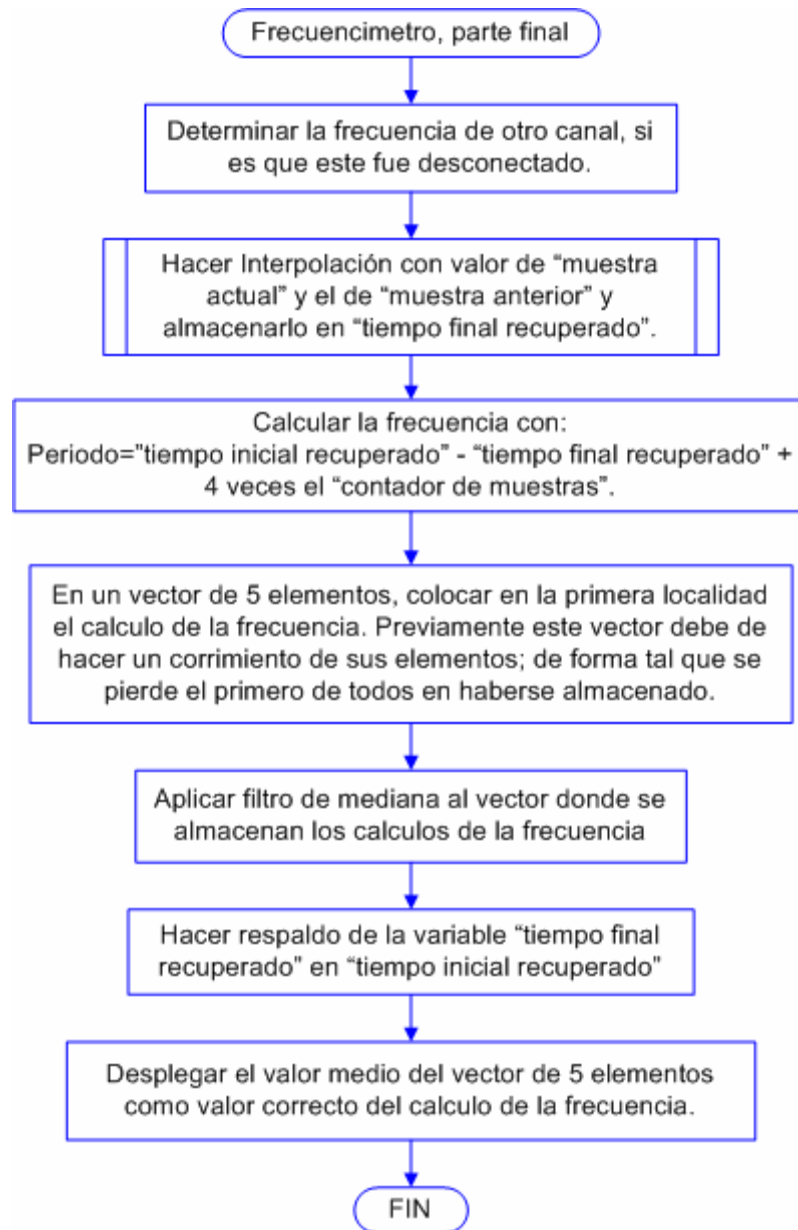 Frecuencimetro, parte final
Determinar la frecuencia de otro canal, si
es que este fue desconectado.
Hacer Interpolación con valor de “muestra
actual” y el de “muestra anterior” y
almacenarlo en “tiempo final recuperado”.
Calcular la frecuencia con:
Periodo="tiempo inicial recuperado” - “tiempo final recuperado” +
4 veces el “contador de muestras”.
En un vector de 5 elementos, colocar en la primera localidad
el calculo de la frecuencia. Previamente este vector debe de
hacer un corrimiento de sus elementos; de forma tal que se
pierde el primero de todos en haberse almacenado.
Aplicar filtro de mediana al vector donde se
almacenan los calculos de la frecuencia
Hacer respaldo de la variable “tiempo final
recuperado” en “tiempo inicial recuperado”
Desplegar el valor medio del vector de 5 elementos
como valor correcto del calculo de la frecuencia.
FIN